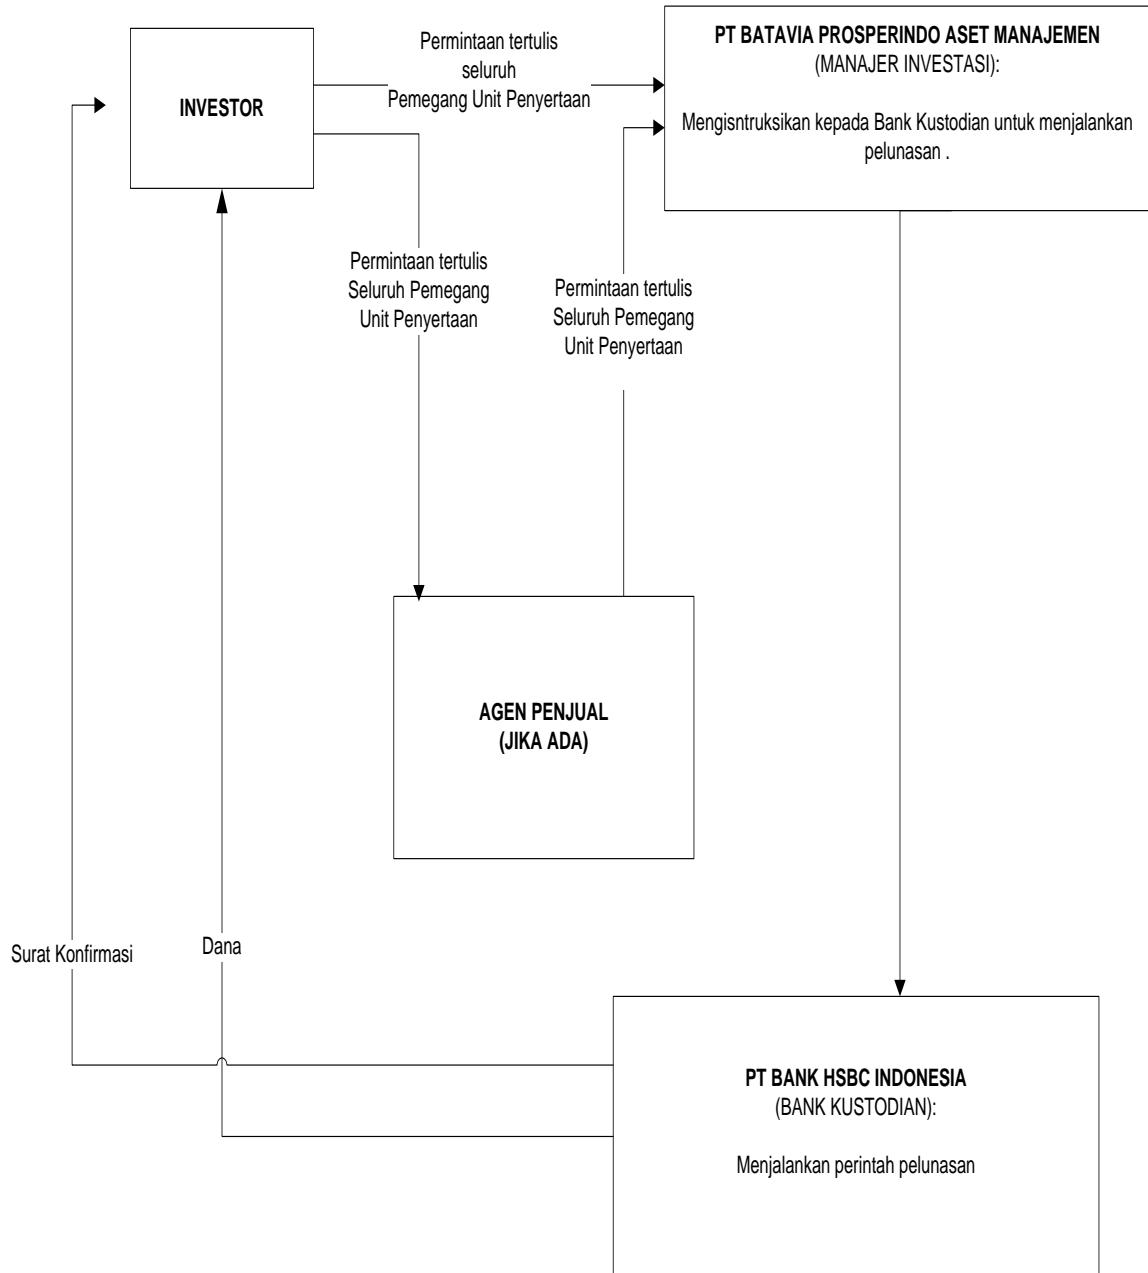 Permintaan tertulis
seluruh
Pemegang Unit Penyertaan
INVESTOR
PT BATAVIA PROSPERINDO ASET MANAJEMEN
(MANAJER INVESTASI):
Mengisntruksikan kepada Bank Kustodian untuk menjalankan
pelunasan .
Permintaan tertulis
Seluruh Pemegang
Unit Penyertaan
Permintaan tertulis
Seluruh Pemegang
Unit Penyertaan
AGEN PENJUAL
(JIKA ADA)
Surat Konfirmasi
Dana
PT BANK HSBC INDONESIA
(BANK KUSTODIAN):
Menjalankan perintah pelunasan